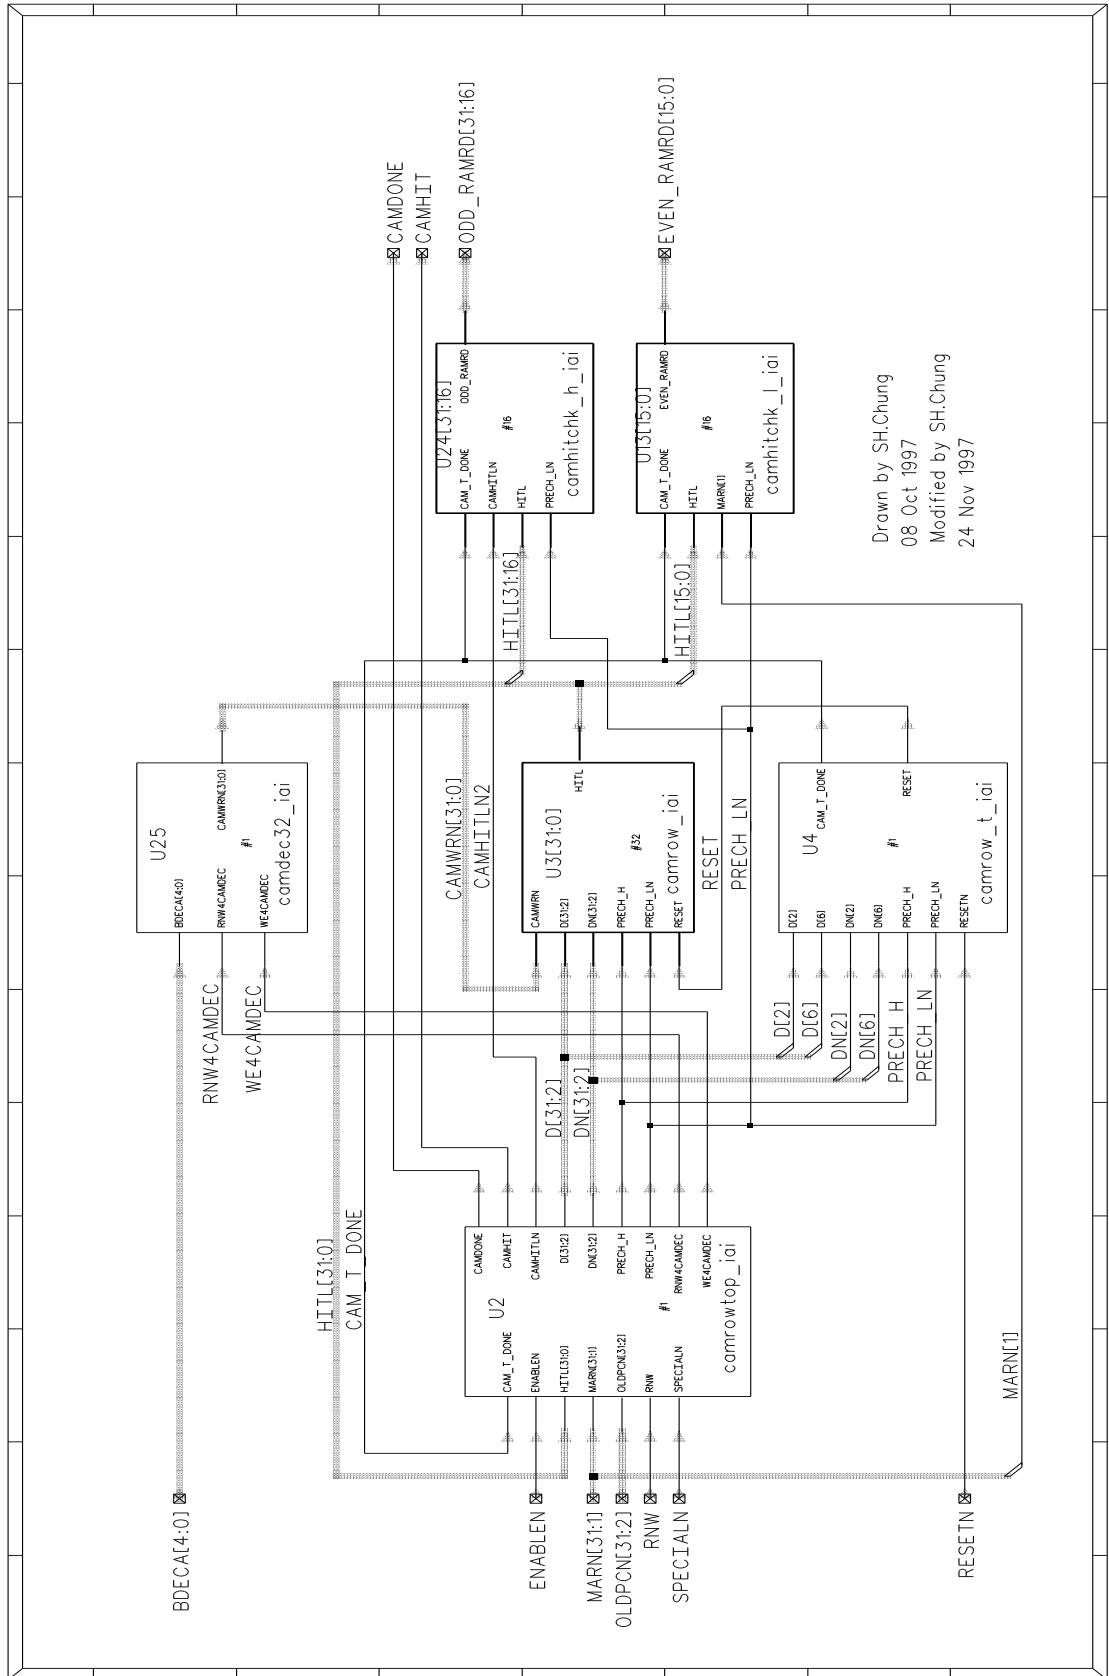 BDECA[4:0]
RNW4CAMDEC
WE4CAMDEC
U25
BDECA[4:0]
RNW4CAMDEC
WE4CAMDEC
CAMWRN[31:0]
#1
camdec32_iai
HITL[31:0]
CAM_T_DONE
CAMDONE
CAMHIT
ODD_RAMRD[31:16]
U24[31:16]
CAM_T_DONE
CAMHITLN
HITL
PRECH_LN
ODD_RAMRD
#16
camhitchk_h_iai
HITL[31:16]
CAMWRN[31:0]
CAMHITLN2
ENABLEN
MARN[31:1]
OLDPCN[31:2]
RNW
SPECIALN
U2
CAM_T_DONE
ENABLEN
HITL[31:0]
MARN[31:1]
OLDPCN[31:2]
RNW
SPECIALN
CAMDONE
CAMHIT
CAMHITLN
D[31:2]
DN[31:2]
PRECH_H
PRECH_LN
RNW4CAMDEC
WE4CAMDEC
#1
camrowtop_iai
D[31:2]
DN[31:2]
U3[31:0]
CAMWRN
D[31:2]
DN[31:2]
PRECH_H
PRECH_LN
RESET
HITL
#32
camrow_iai
EVEN_RAMRD[15:0]
U13[15:0]
CAM_T_DONE
HITL
MARN[1]
PRECH_LN
EVEN_RAMRD
#16
camhitchk_l_iai
HITL[15:0]
RESET
PRECH_LN
D[2]
D[6]
DN[2]
DN[6]
PRECH_H
PRECH_LN
U4
D[2]
D[6]
DN[2]
DN[6]
PRECH_H
PRECH_LN
RESETN
CAM_T_DONE
RESET
#1
camrow_t_iai
RESETN
MARN[1]
Drawn by SH.Chung
08 Oct 1997
Modified by SH.Chung
24 Nov 1997